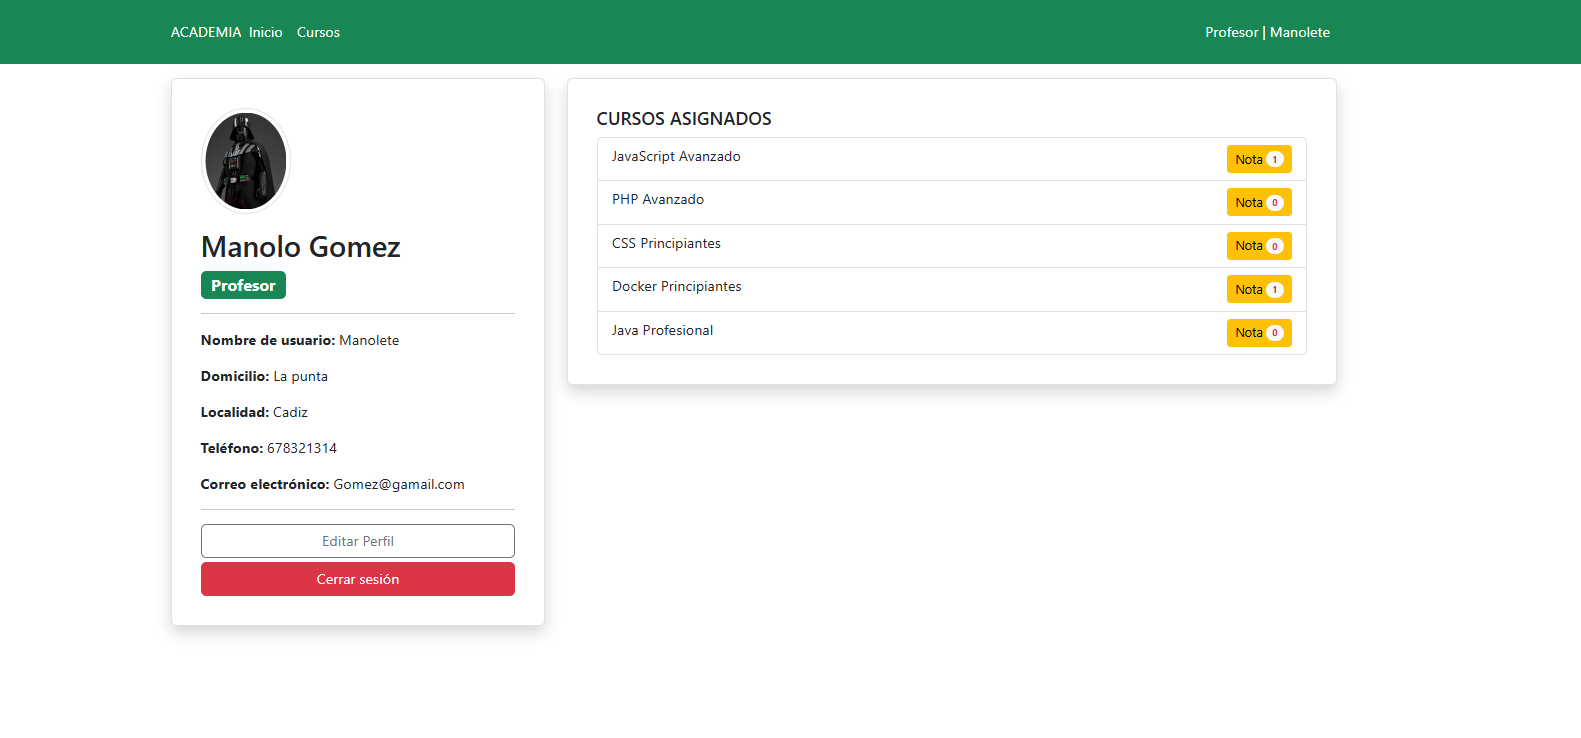 ACADEMIA Inicio Cursos
Profesor | Manolete
Manolo Gomez
Profesor
Nombre de usuario: Manolete
Domicilio: La punta
Localidad: Cadiz
Teléfono: 678321314
Correo electrónico: Gomez@gamail.com
Editar Perfil
Cerrar sesión
CURSOS ASIGNADOS
JavaScript Avanzado Nota 1
PHP Avanzado Nota 0
CSS Principiantes Nota 0
Docker Principiantes Nota 1
Java Profesional Nota 0